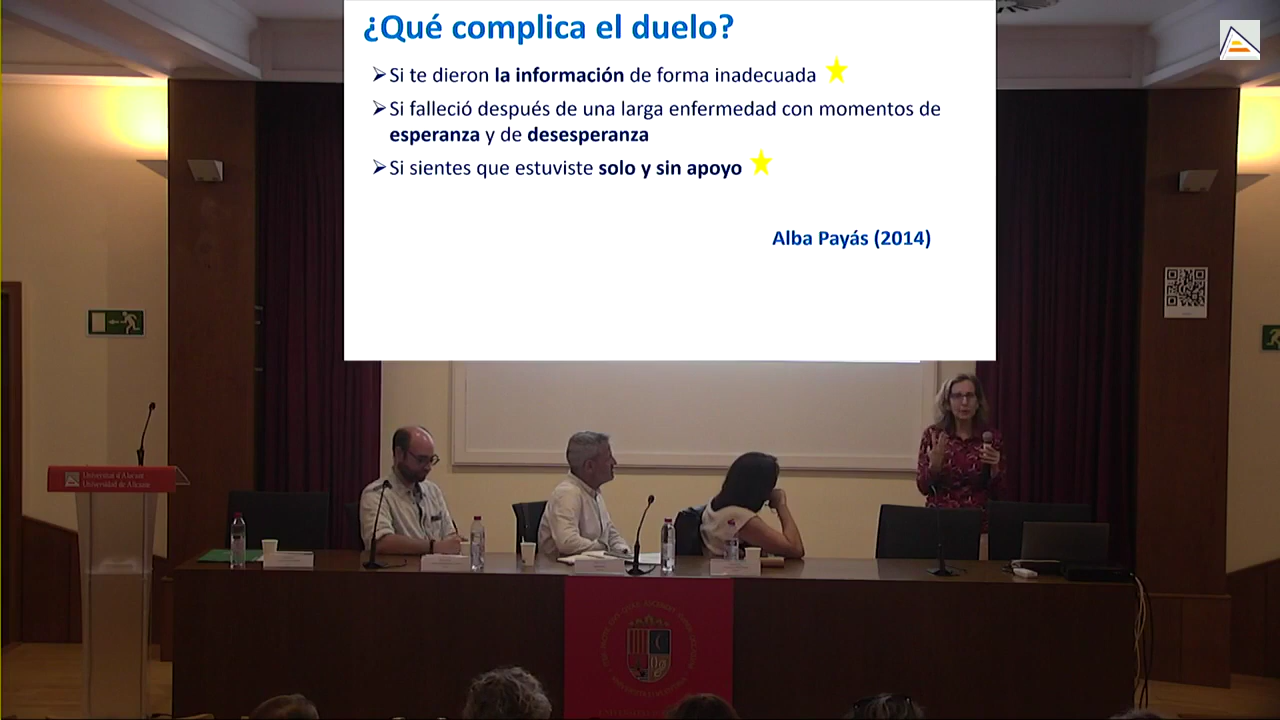 ¿Qué complica el duelo?
➢Si te dieron la información de forma inadecuada
➢Si falleció después de una larga enfermedad con momentos de
esperanza y de desesperanza
➢Si sientes que estuviste solo y sin apoyo
Alba Payás (2014)
Universitat d'Alacant
Universidad de Alicante